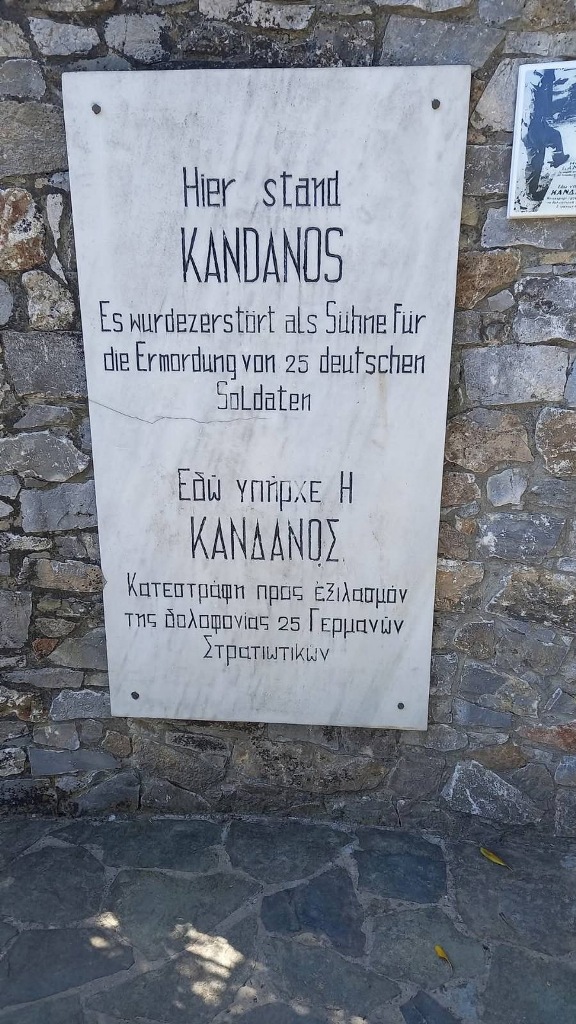 Hier stand
KANDANOS
Es wurdezerstört als Sühne für
die Ermordung von 25 deutschen
Soldaten
Εδώ υπήρχε Η
ΚΑΝΔΑΝΟΣ
Κατεστράφη προς ἐξιλασμόν
της δολοφονίας 25 Γερμανών
Στρατιωτικών